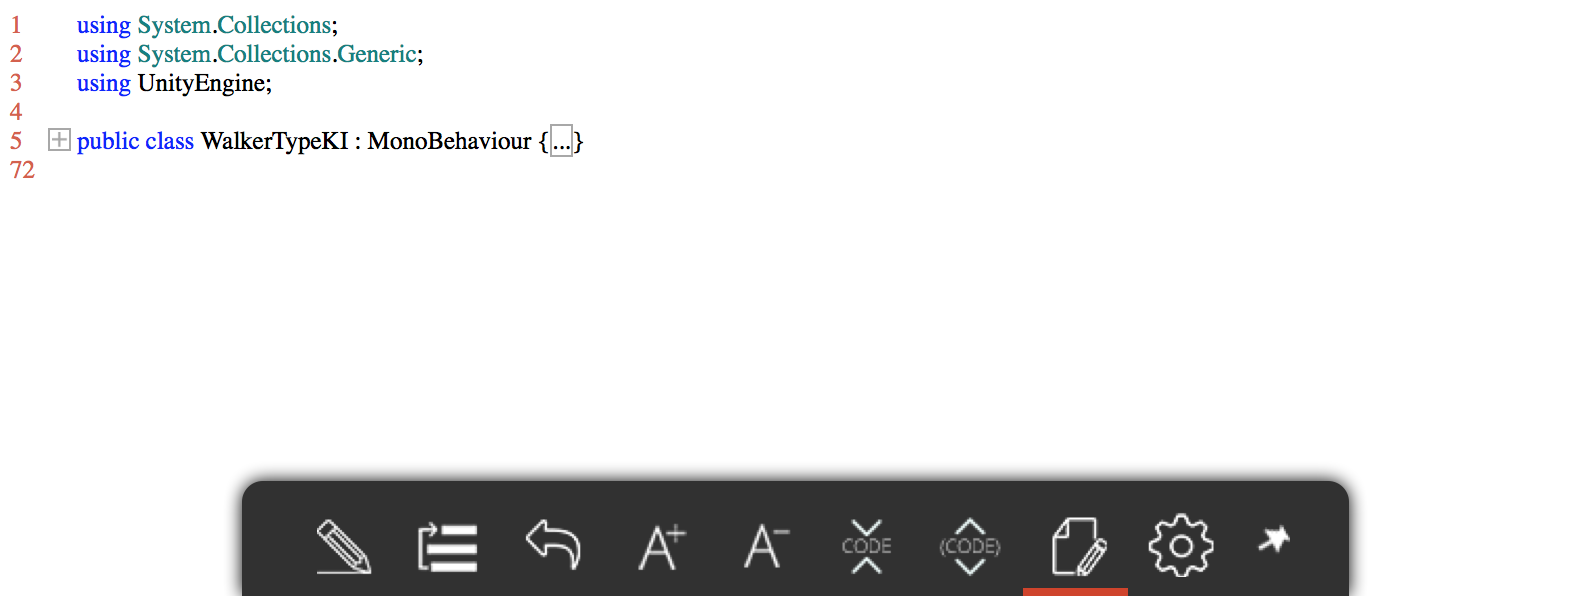 1 using System.Collections;
2 using System.Collections.Generic;
3 using UnityEngine;
4
5 public class WalkerTypeKI : MonoBehaviour {...}
72
A+ A- CODE (CODE)